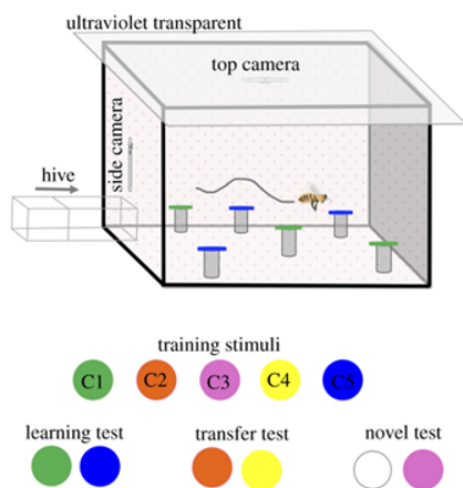 ultraviolet transparent
top camera
side camera
hive
training stimuli
C1 C2 C3 C4 C5
learning test transfer test novel test